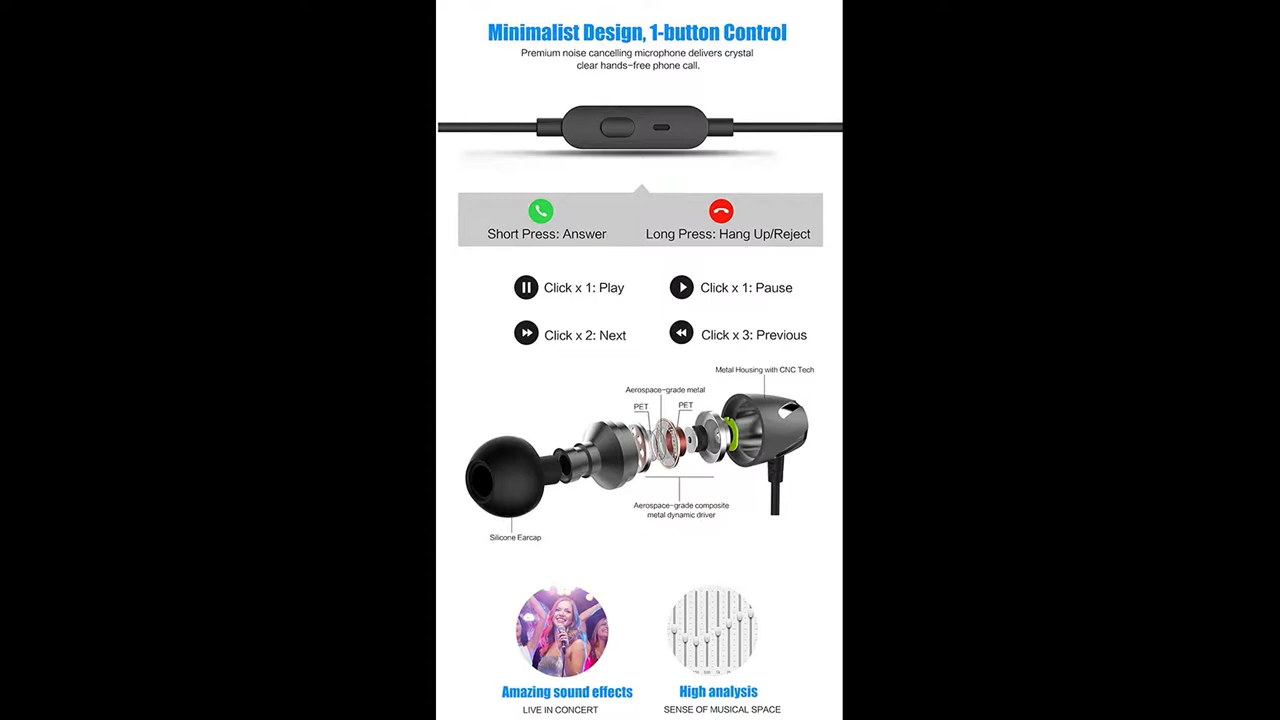 Minimalist Design, 1-button Control
Premium noise cancelling microphone delivers crystal
clear hands-free phone call.
Short Press: Answer
Long Press: Hang Up/Reject
Click x 1: Play
Click x 1: Pause
Click x 2: Next
Click x 3: Previous
Metal Housing with CNC Tech
Aerospace-grade metal
PET
PET
Aerospace-grade composite
metal dynamic driver
Silicone Earcap
Amazing sound effects
High analysis
LIVE IN CONCERT
SENSE OF MUSICAL SPACE